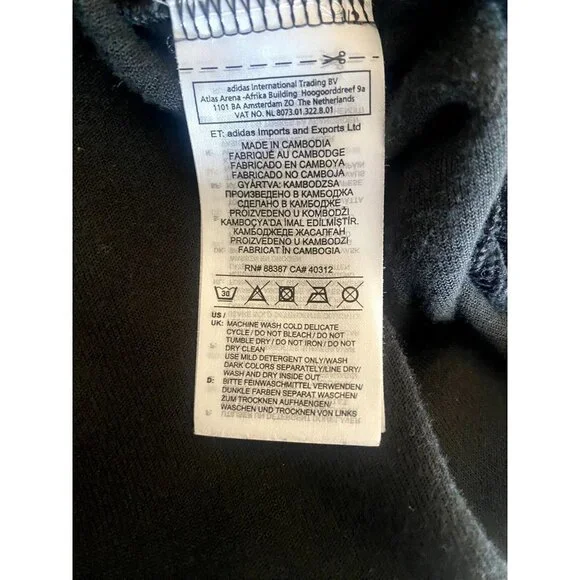 adidas International Trading BV
Atlas Arena -Afrika Building Hoogoorddreef 9a
1101 BA Amsterdam ZO The Netherlands
VAT NO. NL 8073.01.322.B.01
ET: adidas Imports and Exports Ltd
MADE IN CAMBODIA
FABRIQUÉ AU CAMBODGE
FABRICADO EN CAMBOYA
FABRICADO NO CAMBOJA
GYÁRTVA: KAMBODZSA
ПРОИЗВЕДЕНО В КАМБОДЖА
СДЕЛАНО В КАМБОДЖЕ
PROIZVEDENO U KOMBODŽI
KAMBOÇYA'DA IMAL EDİLMİŞTİR.
КАМБОДЖЕДЕ ЖАСАЛҒАН
PROIZVEDENO U KAMBODŽI
FABRICAT ÎN CAMBOGIA
RN# 88387 CA# 40312
30
US /
UK: MACHINE WASH COLD DELICATE
CYCLE / DO NOT BLEACH / DO NOT
TUMBLE DRY / DO NOT IRON / DO NOT
DRY CLEAN
USE MILD DETERGENT ONLY/WASH
DARK COLORS SEPARATELY/LINE DRY/
WASH AND DRY INSIDE OUT
D: BITTE FEINWASCHMITTEL VERWENDEN/
DUNKLE FARBEN SEPARAT WASCHEN/
ZUM TROCKNEN AUFHAENGEN/
WASCHEN UND TROCKNEN VON LINKS